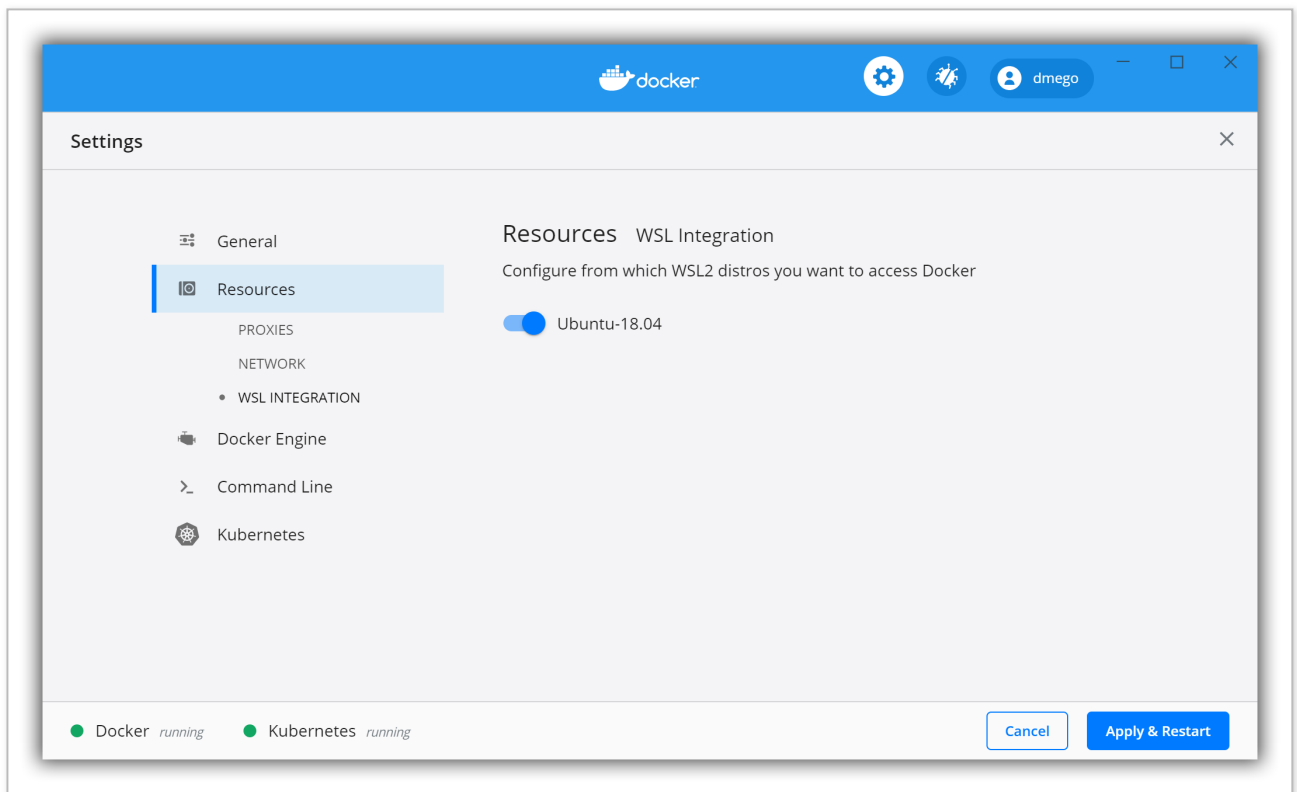 docker
dmego
Settings
General
Resources
PROXIES
NETWORK
WSL INTEGRATION
Docker Engine
Command Line
Kubernetes
Resources WSL Integration
Configure from which WSL2 distros you want to access Docker
Ubuntu-18.04
Docker running Kubernetes running
Cancel Apply & Restart